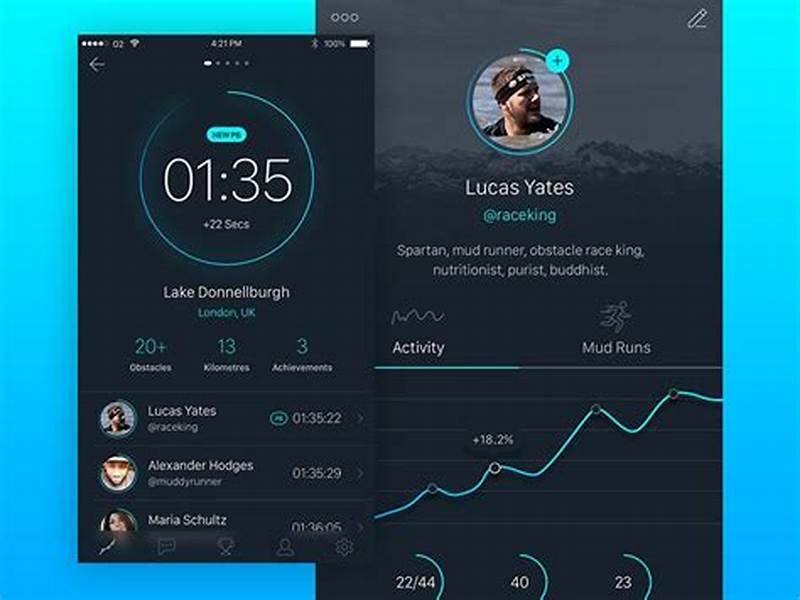 O2
4:21 PM
100%
NEW PB
01:35
+22 Secs
Lake Donnellburgh
London, UK
20+
13
3
Obstacles
Kilometres
Achievements
Lucas Yates
@raceking
PB
01:35:22
Alexander Hodges
@muddyrunner
01:35:29
Maria Schultz
01:36:05
Lucas Yates
@raceking
Spartan, mud runner, obstacle race king,
nutritionist, purist, buddhist.
Activity
Mud Runs
+18.2%
22/44
40
23